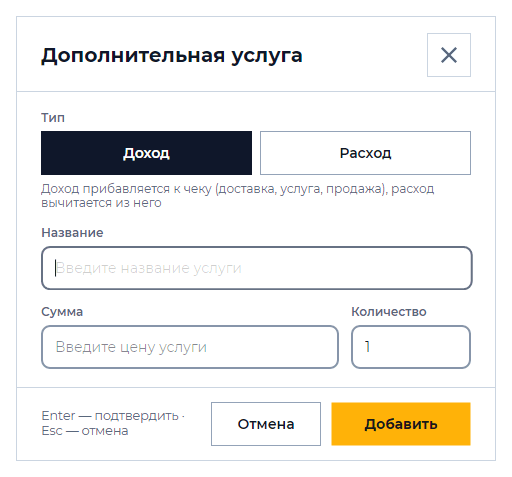 Дополнительная услуга
Тип
Доход
Расход
Доход прибавляется к чеку (доставка, услуга, продажа), расход
вычитается из него
Название
Введите название услуги
Сумма
Количество
Введите цену услуги
1
Enter — подтвердить ·
Esc — отмена
Отмена
Добавить